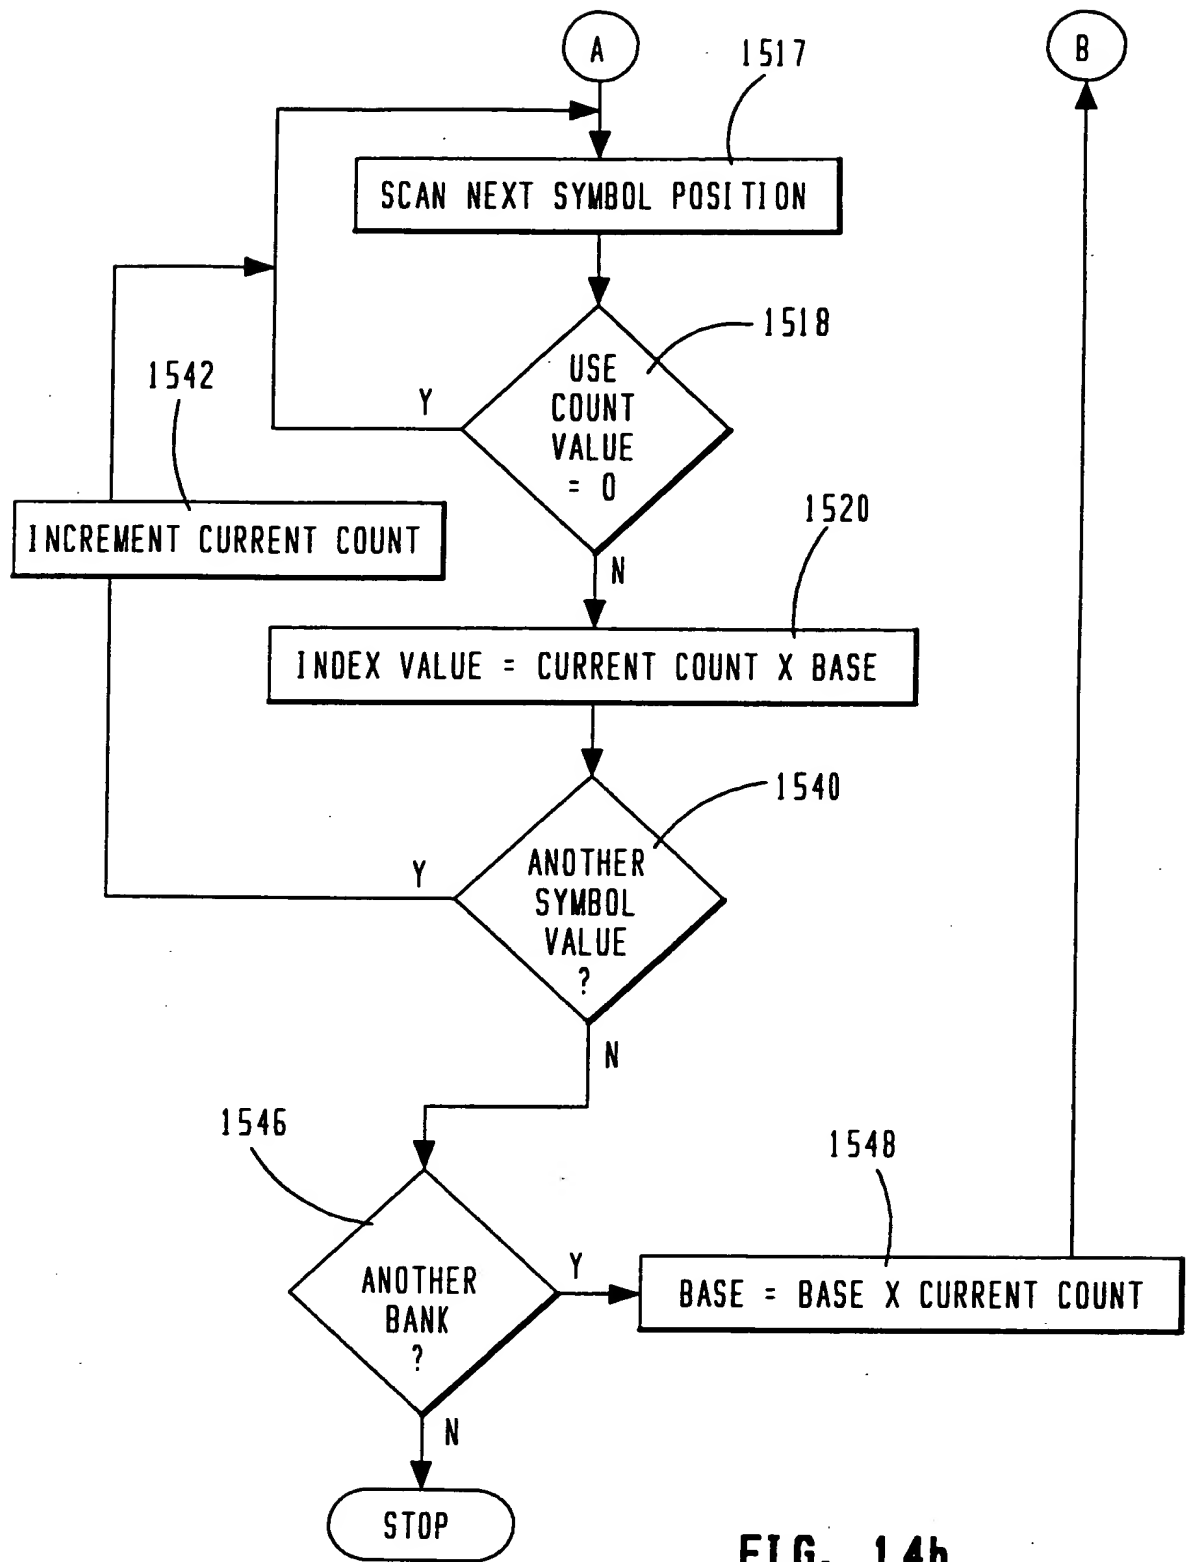 A
B
1517
SCAN NEXT SYMBOL POSITION
1518
USE
COUNT
VALUE
= 0
Y
1542
N
1520
INCREMENT CURRENT COUNT
INDEX VALUE = CURRENT COUNT X BASE
1540
ANOTHER
SYMBOL
VALUE
?
Y
N
1546
1548
ANOTHER
BANK
?
Y
BASE = BASE X CURRENT COUNT
N
STOP
FIG. 14b